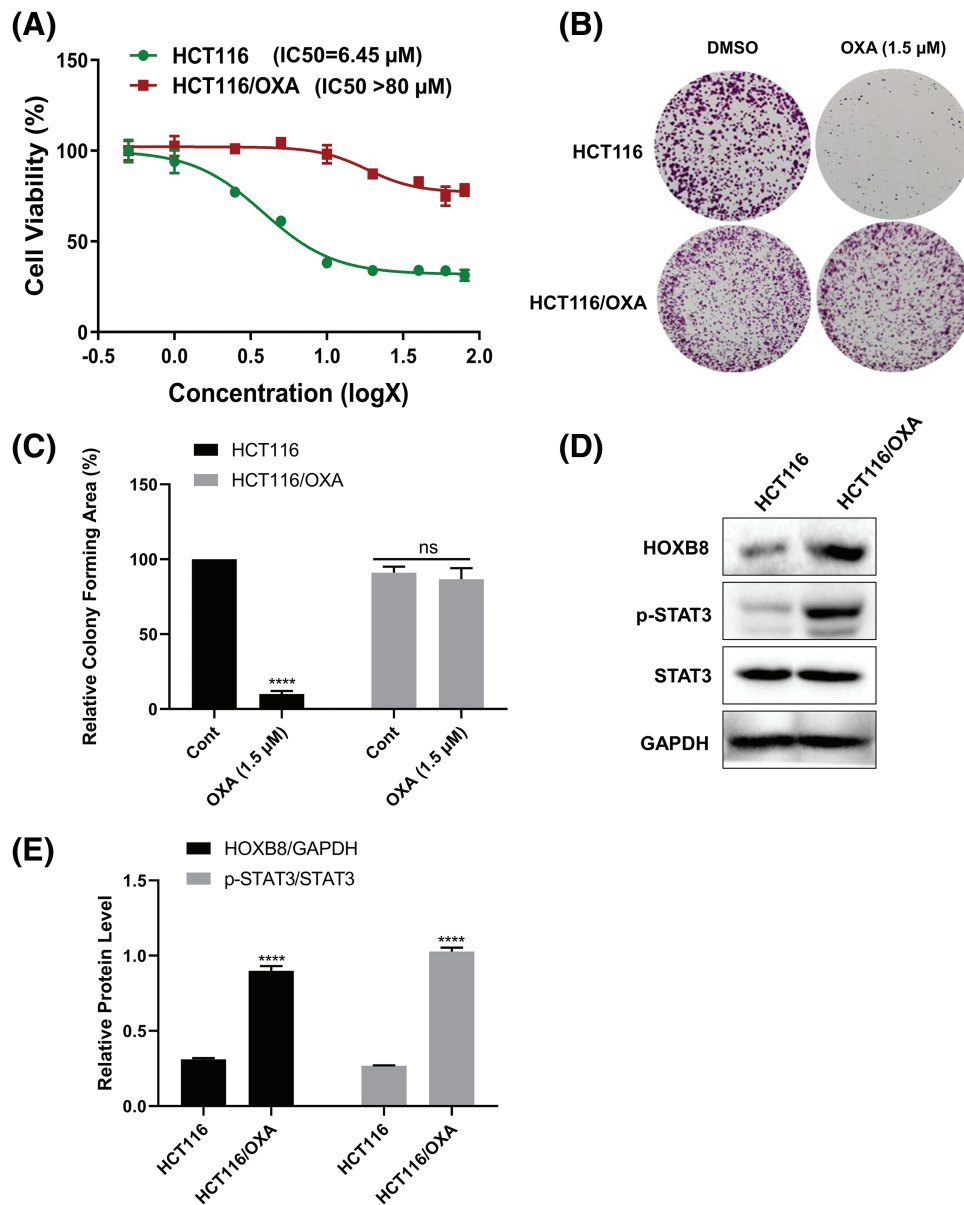 (A)
HCT116 (IC50=6.45 µM)
HCT116/OXA (IC50 >80 µM)
Cell Viability (%)
150
100
50
0
-0.5 0.0 0.5 1.0 1.5 2.0
Concentration (logX)
(B)
DMSO OXA (1.5 µM)
HCT116
HCT116/OXA
(C)
HCT116
HCT116/OXA
Relative Colony Forming Area (%)
150
100
50
0
****
ns
Cont OXA (1.5 µM) Cont OXA (1.5 µM)
(D)
HCT116 HCT116/OXA
HOXB8
p-STAT3
STAT3
GAPDH
(E)
HOXB8/GAPDH
p-STAT3/STAT3
Relative Protein Level
1.5
1.0
0.5
0.0
**** ****
HCT116 HCT116/OXA HCT116 HCT116/OXA